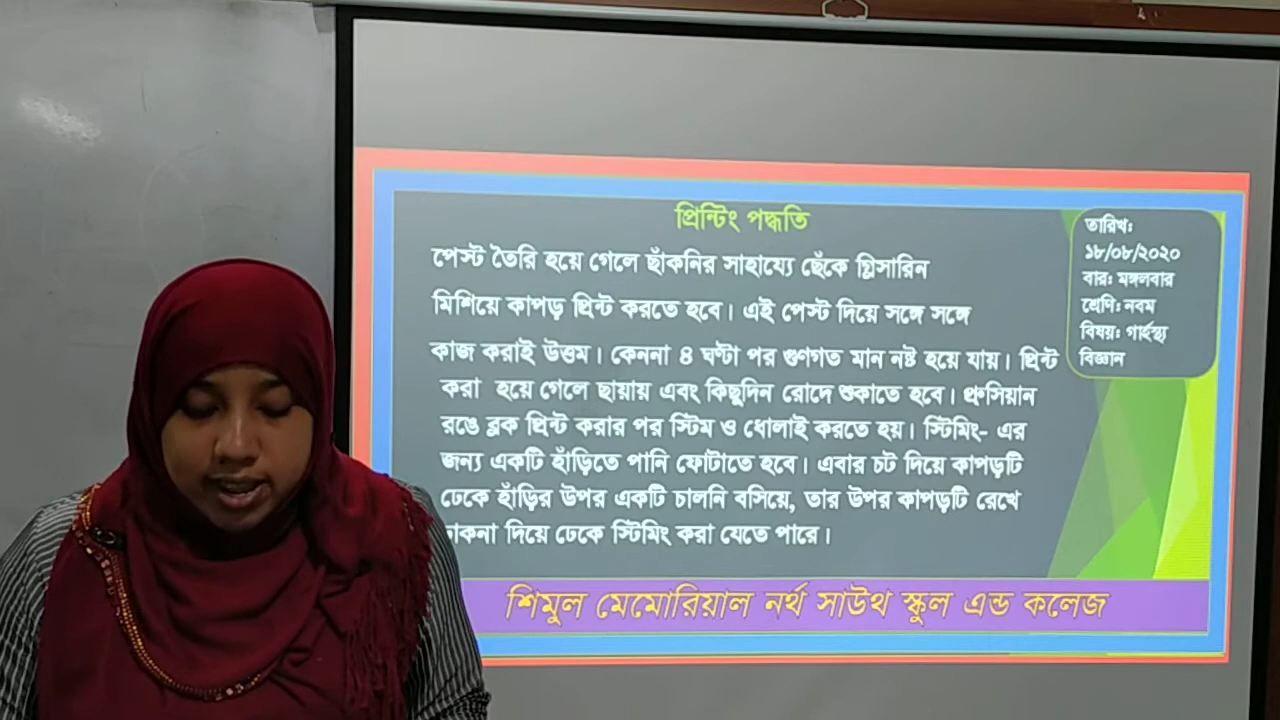 প্রিন্টিং পদ্ধতি
পেস্ট তৈরি হয়ে গেলে ছাঁকনির সাহায্যে ছেঁকে গ্লিসারিন
মিশিয়ে কাপড় প্রিন্ট করতে হবে। এই পেস্ট দিয়ে সঙ্গে সঙ্গে
কাজ করাই উত্তম। কেননা ৪ ঘণ্টা পর গুণগত মান নষ্ট হয়ে যায়। প্রিন্ট
করা হয়ে গেলে ছায়ায় এবং কিছুদিন রোদে শুকাতে হবে। প্রুসিয়ান
রঙে ব্লক প্রিন্ট করার পর স্টিম ও ধোলাই করতে হয়। স্টিমিং- এর
জন্য একটি হাঁড়িতে পানি ফোটাতে হবে। এবার চট দিয়ে কাপড়টি
ঢেকে হাঁড়ির উপর একটি চালনি বসিয়ে, তার উপর কাপড়টি রেখে
ঢাকনা দিয়ে ঢেকে স্টিমিং করা যেতে পারে।
তারিখঃ
১৮/০৮/২০২০
বারঃ মঙ্গলবার
শ্রেণিঃ নবম
বিষয়ঃ গার্হস্থ্য
বিজ্ঞান
শিমুল মেমোরিয়াল নর্থ সাউথ স্কুল এন্ড কলেজ